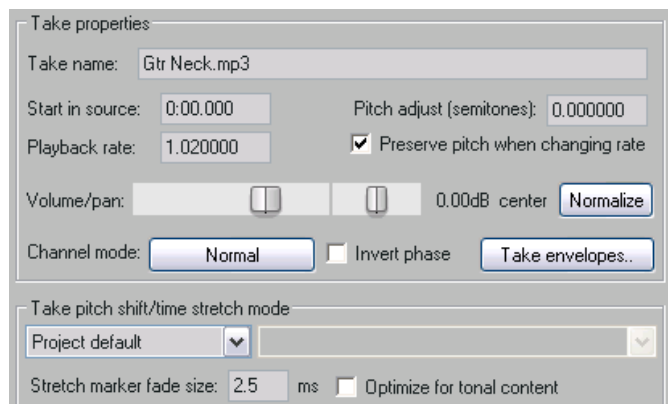 Take properties
Take name: Gtr Neck.mp3
Start in source: 0:00.000 Pitch adjust (semitones): 0.000000
Playback rate: 1.020000 Preserve pitch when changing rate
Volume/pan: 0.00dB center Normalize
Channel mode: Normal Invert phase Take envelopes..
Take pitch shift/time stretch mode
Project default
Stretch marker fade size: 2.5 ms Optimize for tonal content